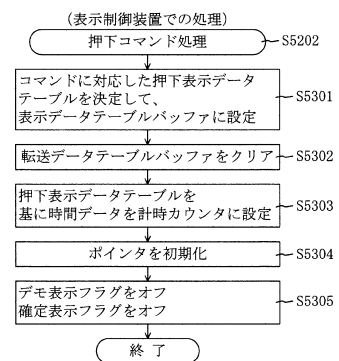 (表示制御装置での処理)
押下コマンド処理
S5202
コマンドに対応した押下表示データ
テーブルを決定して、
表示データテーブルバッファに設定
S5301
転送データテーブルバッファをクリア
S5302
押下表示データテーブルを
基に時間データを計時カウンタに設定
S5303
ポインタを初期化
S5304
デモ表示フラグをオフ
確定表示フラグをオフ
S5305
終了